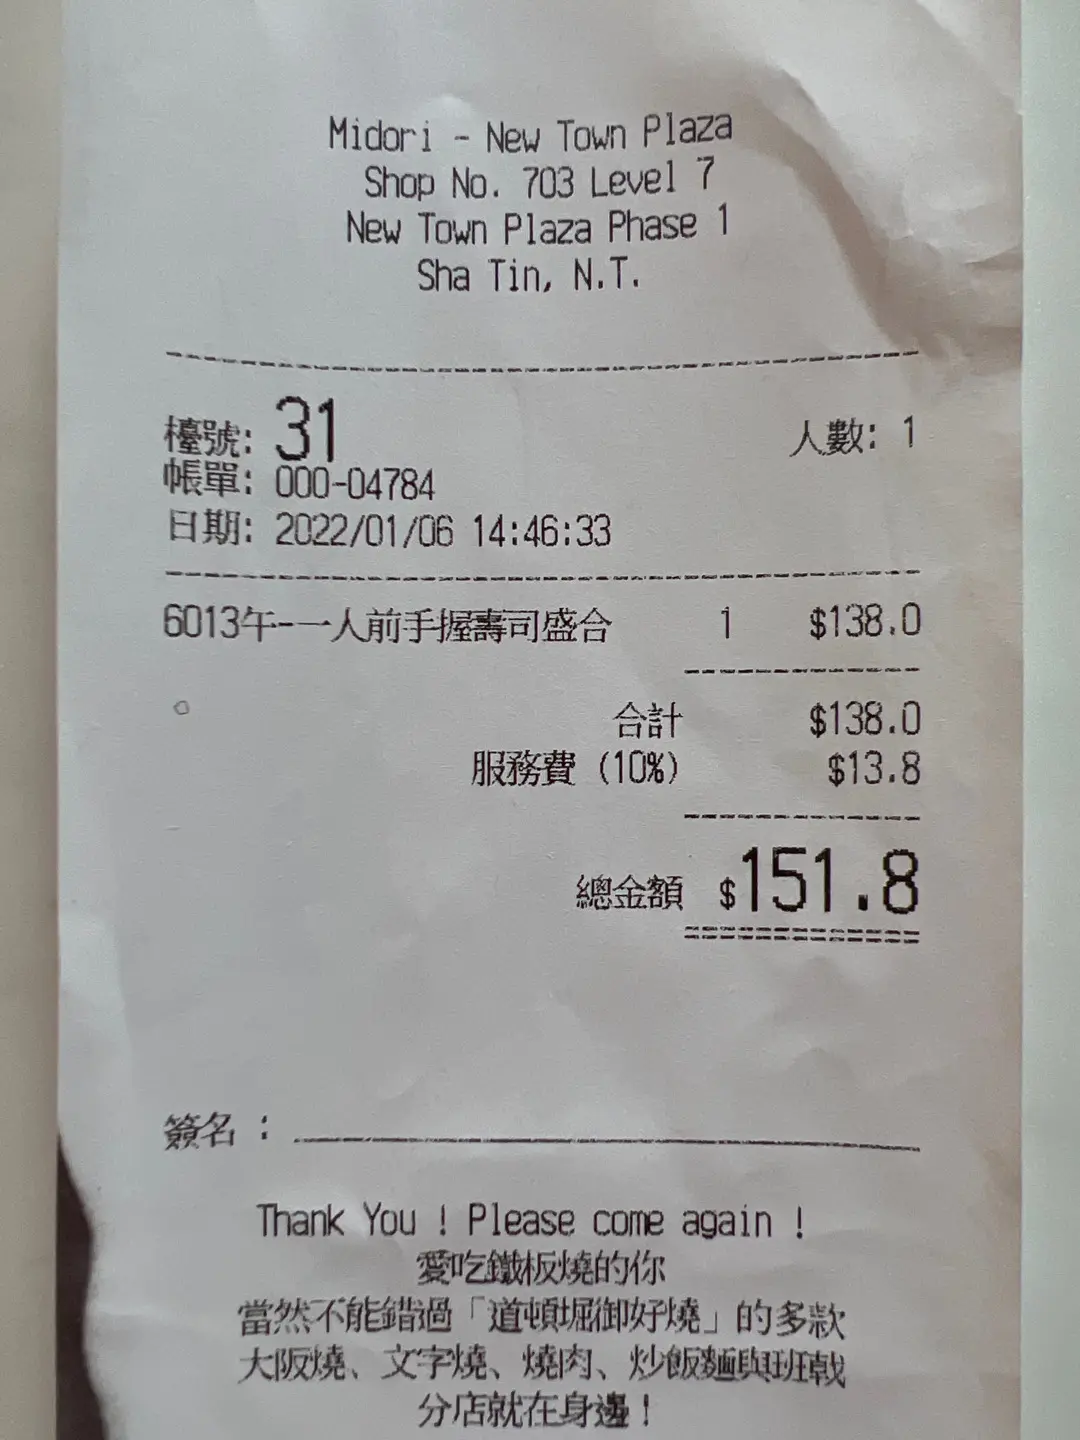 Midori - New Town Plaza
Shop No. 703 Level 7
New Town Plaza Phase 1
Sha Tin, N.T.
檯號: 31 人數: 1
帳單: 000-04784
日期: 2022/01/06 14:46:33
6013午-一人前手握壽司盛合 1 $138.0
合計 $138.0
服務費 (10%) $13.8
總金額 $151.8
簽名 :
Thank You ! Please come again !
愛吃鐵板燒的你
當然不能錯過「道頓堀御好燒」的多款
大阪燒、文字燒、燒肉、炒飯麵與班戟
分店就在身邊!